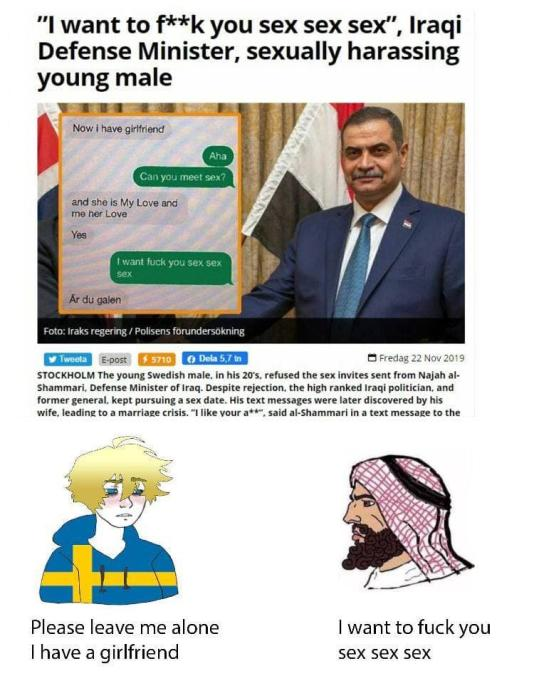 "I want to f**k you sex sex sex", Iraqi
Defense Minister, sexually harassing
young male
Now i have girlfriend
Aha
Can you meet sex?
and she is My Love and
me her Love
Yes
I want fuck you sex sex
sex
Är du galen
Foto: Iraks regering / Polisens förundersökning
Tweeta E-post 5710 Dela 5,7 tn Fredag 22 Nov 2019
STOCKHOLM The young Swedish male, in his 20's, refused the sex invites sent from Najah al-
Shammari, Defense Minister of Iraq. Despite rejection, the high ranked Iraqi politician, and
former general, kept pursuing a sex date. His text messages were later discovered by his
wife, leading to a marriage crisis. "I like your a**", said al-Shammari in a text message to the
Please leave me alone
I have a girlfriend
I want to fuck you
sex sex sex